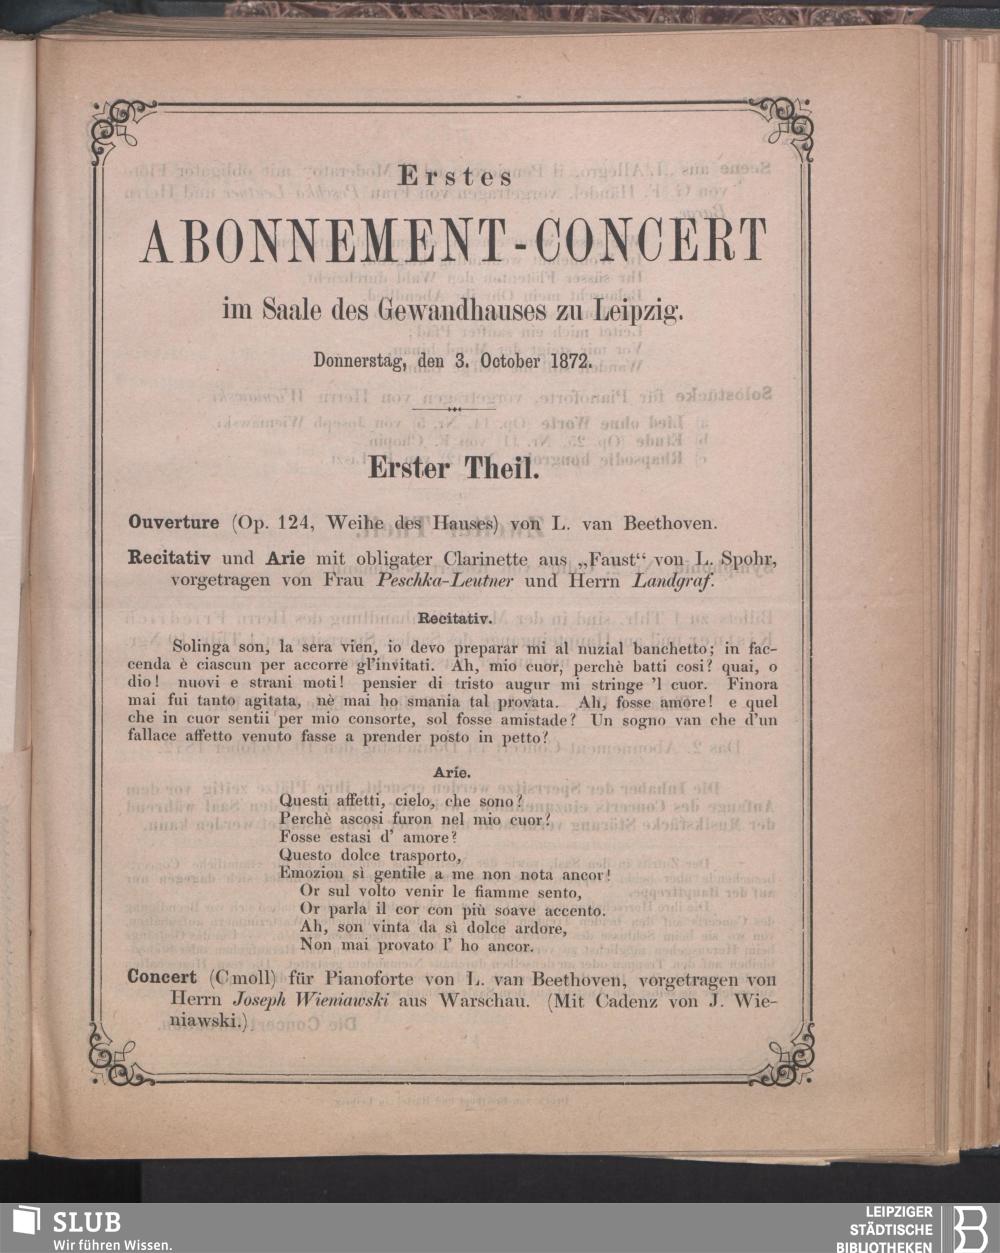 Erstes
ABONNEMENT-CONCERT
im Saale des Gewandhauses zu Leipzig.
Donnerstag, den 3. October 1872.
Erster Theil.
Ouverture (Op. 124, Weihe des Hauses) von L. van Beethoven.
Recitativ und Arie mit obligater Clarinette aus „Faust“ von L. Spohr,
vorgetragen von Frau Peschka-Leutner und Herrn Landgraf.
Recitativ.
Solinga son, la sera vien, io devo preparar mi al nuzial banchetto; in fac-
cenda è ciascun per accorre gl'invitati. Ah, mio cuor, perchè batti cosi? quai, o
dio! nuovi e strani moti! pensier di tristo augur mi stringe 'l cuor. Finora
mai fui tanto agitata, nè mai ho smania tal provata. Ah, fosse amore! e quel
che in cuor sentii per mio consorte, sol fosse amistade? Un sogno van che d'un
fallace affetto venuto fasse a prender posto in petto?
Arie.
Questi affetti, cielo, che sono?
Perchè ascosi furon nel mio cuor?
Fosse estasi d' amore?
Questo dolce trasporto,
Emozion sì gentile a me non nota ancor!
Or sul volto venir le fiamme sento,
Or parla il cor con più soave accento.
Ah, son vinta da sì dolce ardore,
Non mai provato l' ho ancor.
Concert (C moll) für Pianoforte von L. van Beethoven, vorgetragen von
Herrn Joseph Wieniawski aus Warschau. (Mit Cadenz von J. Wie-
niawski.)
SLUB
Wir führen Wissen.
LEIPZIGER
STÄDTISCHE
BIBLIOTHEKEN